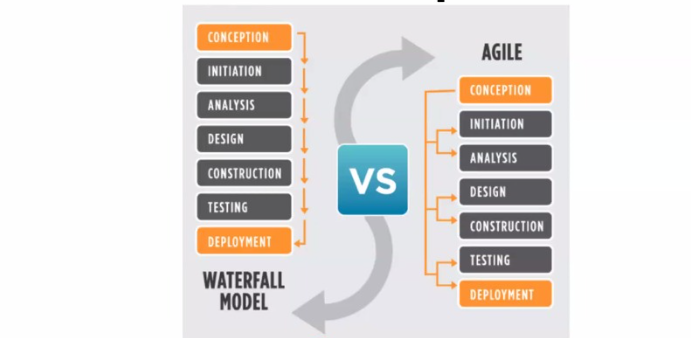 CONCEPTION
INITIATION
ANALYSIS
DESIGN
CONSTRUCTION
TESTING
DEPLOYMENT
WATERFALL
MODEL
VS
AGILE
CONCEPTION
INITIATION
ANALYSIS
DESIGN
CONSTRUCTION
TESTING
DEPLOYMENT